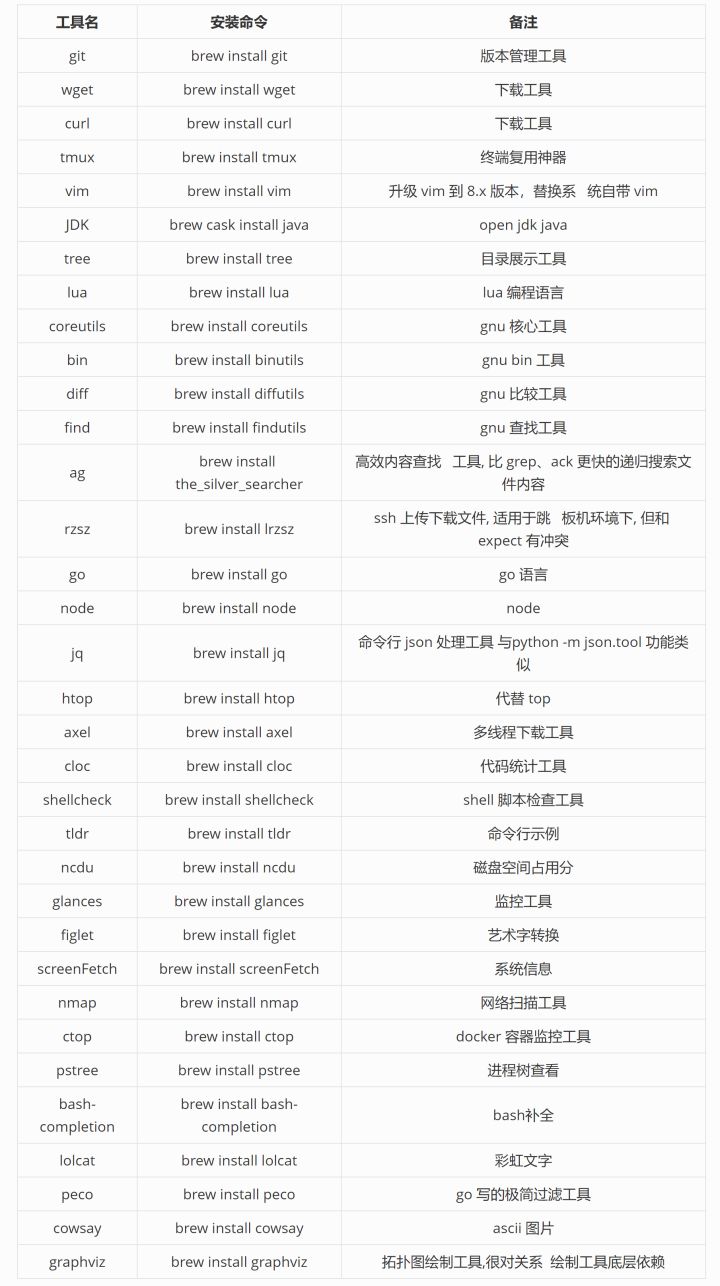 工具名 安装命令 备注
git brew install git 版本管理工具
wget brew install wget 下载工具
curl brew install curl 下载工具
tmux brew install tmux 终端复用神器
vim brew install vim 升级 vim 到 8.x 版本，替换系 统自带 vim
JDK brew cask install java open jdk java
tree brew install tree 目录展示工具
lua brew install lua lua 编程语言
coreutils brew install coreutils gnu 核心工具
bin brew install binutils gnu bin 工具
diff brew install diffutils gnu 比较工具
find brew install findutils gnu 查找工具
ag
brew install
the_silver_searcher
高效内容查找 工具, 比 grep、ack 更快的递归搜索文
件内容
rzsz
brew install lrzsz
ssh 上传下载文件, 适用于跳 板机环境下, 但和
expect 有冲突
go brew install go go 语言
node brew install node node
jq
brew install jq
命令行 json 处理工具 与python -m json.tool 功能类
似
htop brew install htop 代替 top
axel brew install axel 多线程下载工具
cloc brew install cloc 代码统计工具
shellcheck brew install shellcheck shell 脚本检查工具
tldr brew install tldr 命令行示例
ncdu brew install ncdu 磁盘空间占用分
glances brew install glances 监控工具
figlet brew install figlet 艺术字转换
screenFetch brew install screenFetch 系统信息
nmap brew install nmap 网络扫描工具
ctop brew install ctop docker 容器监控工具
pstree brew install pstree 进程树查看
bash-
completion
brew install bash-
completion
bash补全
lolcat brew install lolcat 彩虹文字
peco brew install peco go 写的极简过滤工具
cowsay brew install cowsay ascii 图片
graphviz brew install graphviz 拓扑图绘制工具,很对关系 绘制工具底层依赖